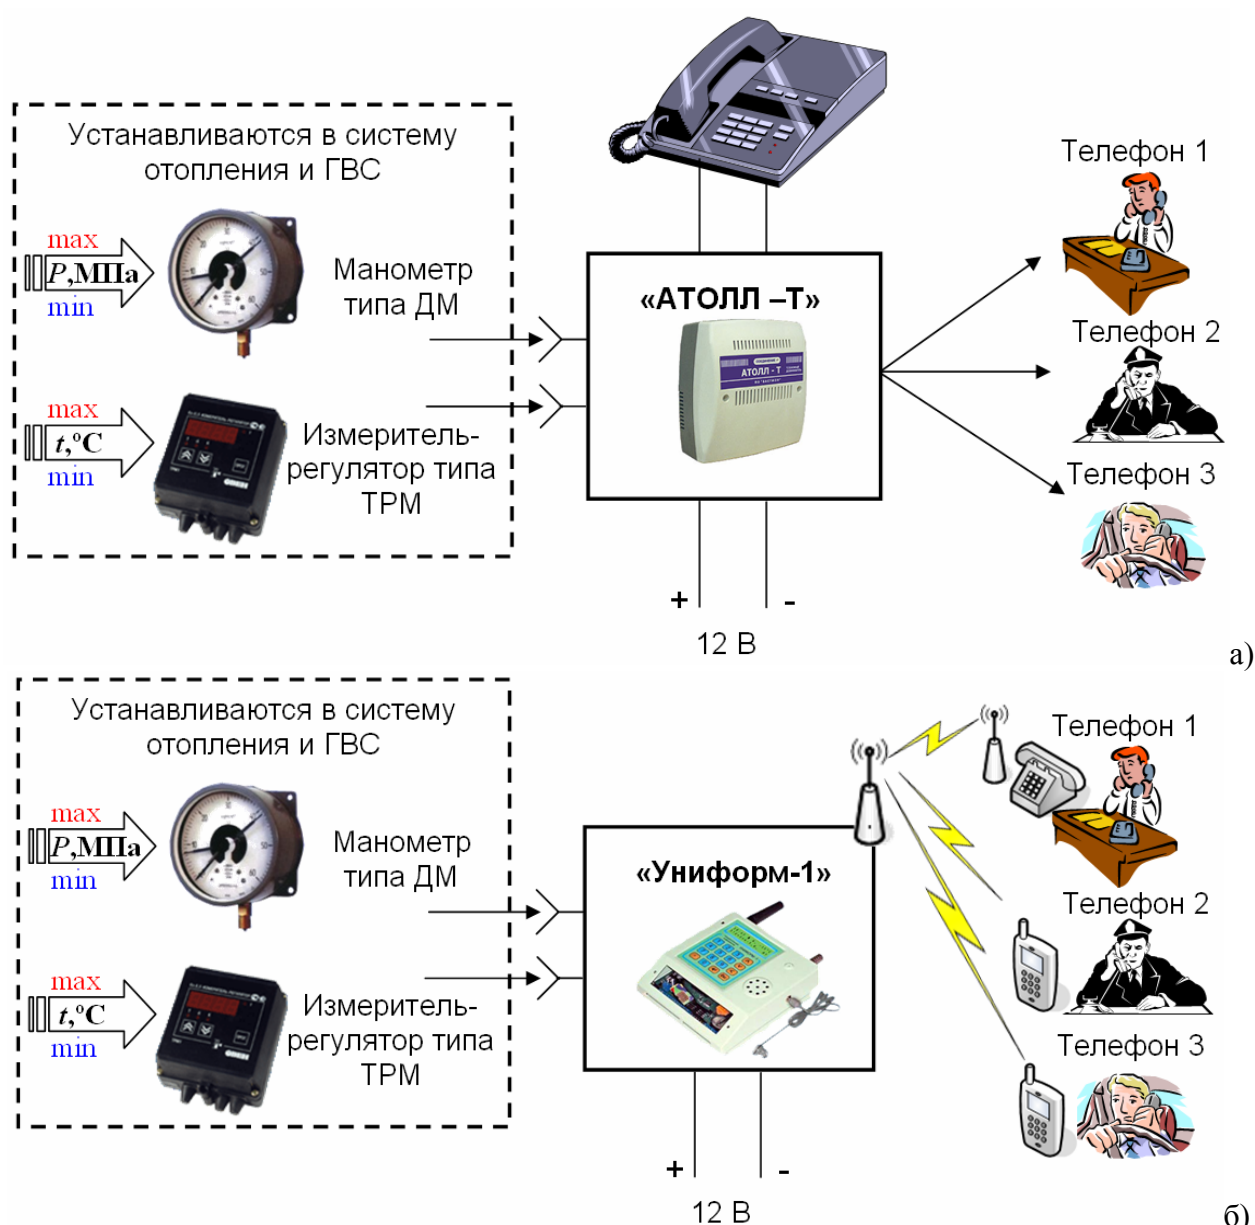 Устанавливаются в систему
отопления и ГВС
max
P,МПа
min
Манометр
типа ДМ
max
t,ºC
min
Измеритель-
регулятор типа
ТРМ
«АТОЛЛ –Т»
АТОЛЛ - Т
+
-
12 В
Телефон 1
Телефон 2
Телефон 3
а)
Устанавливаются в систему
отопления и ГВС
max
P,МПа
min
Манометр
типа ДМ
max
t,ºC
min
Измеритель-
регулятор типа
ТРМ
«Униформ-1»
+
-
12 В
Телефон 1
Телефон 2
Телефон 3
б)